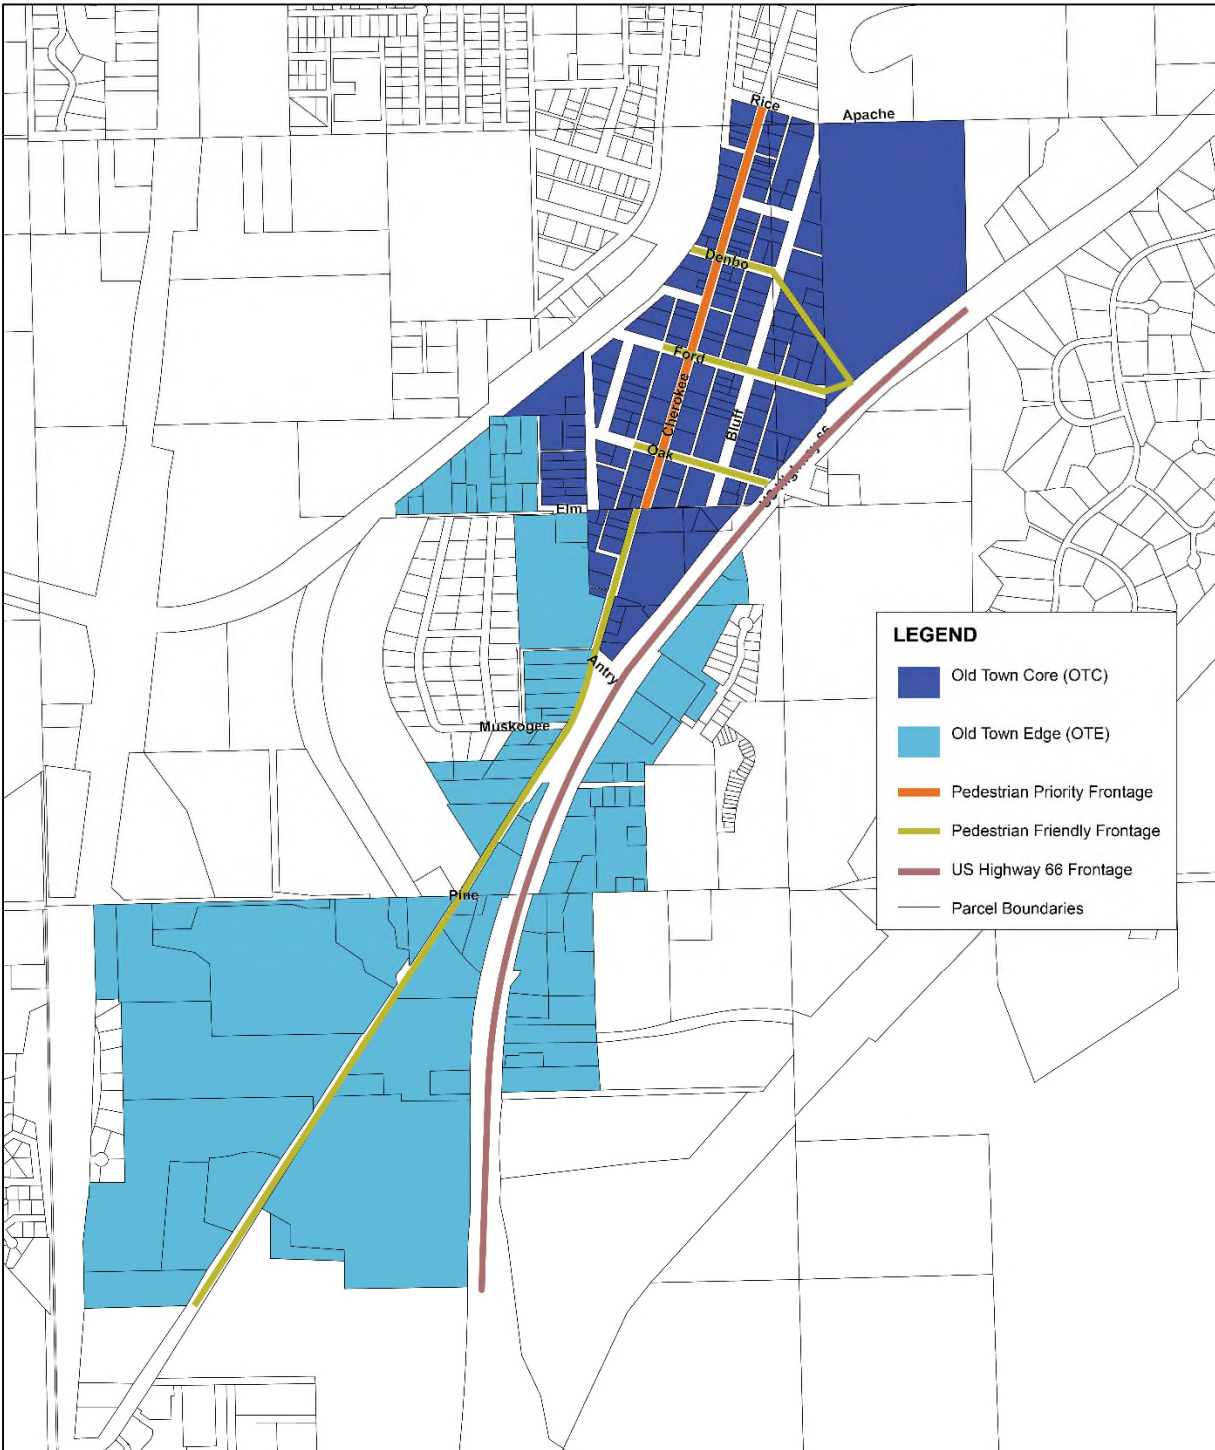 Rice
Apache
Denbo
Ford
Cherokee
Bluff
Oak
Elm
Antry
Muskogee
Pine
LEGEND
Old Town Core (OTC)
Old Town Edge (OTE)
Pedestrian Priority Frontage
Pedestrian Friendly Frontage
US Highway 66 Frontage
Parcel Boundaries